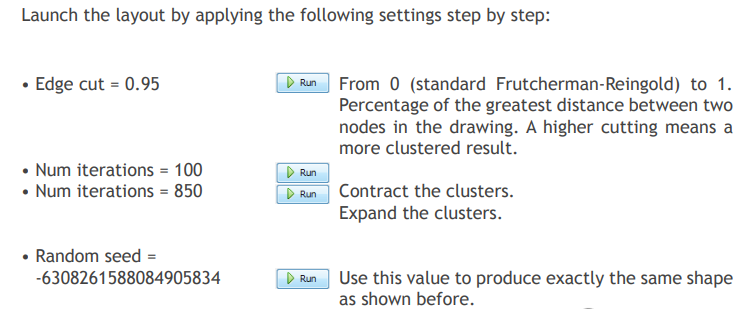 Launch the layout by applying the following settings step by step:
• Edge cut = 0.95
Run
From 0 (standard Frutcherman-Reingold) to 1.
Percentage of the greatest distance between two
nodes in the drawing. A higher cutting means a
more clustered result.
• Num iterations = 100
Run
• Num iterations = 850
Run
Contract the clusters.
Expand the clusters.
• Random seed =
-6308261588084905834
Run
Use this value to produce exactly the same shape
as shown before.